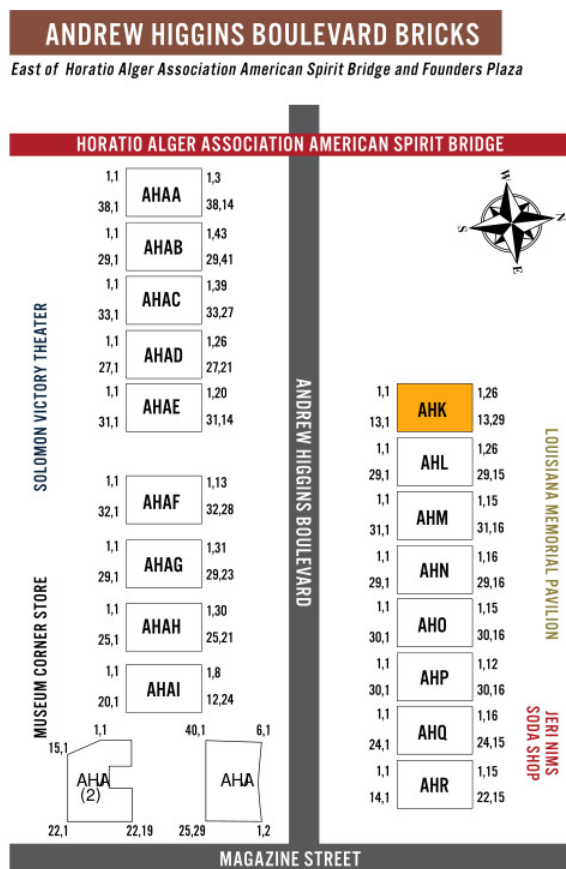 ANDREW HIGGINS BOULEVARD BRICKS
East of Horatio Alger Association American Spirit Bridge and Founders Plaza
HORATIO ALGER ASSOCIATION AMERICAN SPIRIT BRIDGE
W
N
S
E
1,1 AHAA 1,3
38,1 38,14
1,1 AHAB 1,43
29,1 29,41
1,1 AHAC 1,39
33,1 33,27
1,1 AHAD 1,26
27,1 27,21
1,1 AHAE 1,20
31,1 31,14
1,1 AHAF 1,13
32,1 32,28
1,1 AHAG 1,31
29,1 29,23
1,1 AHAH 1,30
25,1 25,21
1,1 AHAI 1,8
20,1 12,24
1,1
15,1
AHA
(2)
22,1 22,19
40,1 6,1
AHA
25,29 1,2
SOLOMON VICTORY THEATER
MUSEUM CORNER STORE
ANDREW HIGGINS BOULEVARD
1,1 AHK 1,26
13,1 13,29
1,1 AHL 1,26
29,1 29,15
1,1 AHM 1,15
31,1 31,16
1,1 AHN 1,16
29,1 29,16
1,1 AHO 1,15
30,1 30,16
1,1 AHP 1,12
30,1 30,16
1,1 AHQ 1,16
24,1 24,15
1,1 AHR 1,15
14,1 22,15
LOUISIANA MEMORIAL PAVILION
JERI NIMS
SODA SHOP
MAGAZINE STREET